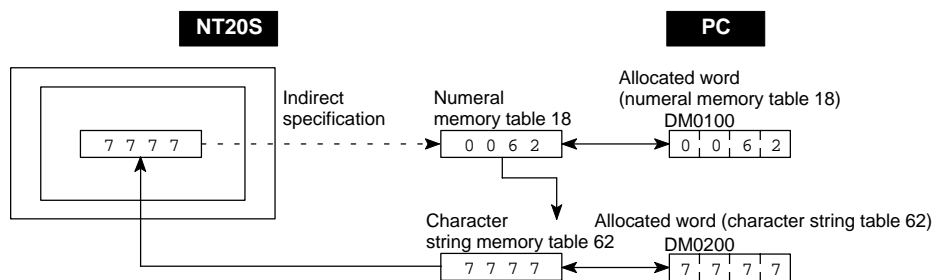 NT20S
PC
Indirect
specification
Numeral
memory table 18
Allocated word
(numeral memory table 18)
DM0100
7 7 7 7
0 0 6 2
0 0 6 2
Character
string memory table 62
Allocated word (character string table 62)
DM0200
7 7 7 7
7 7 7 7